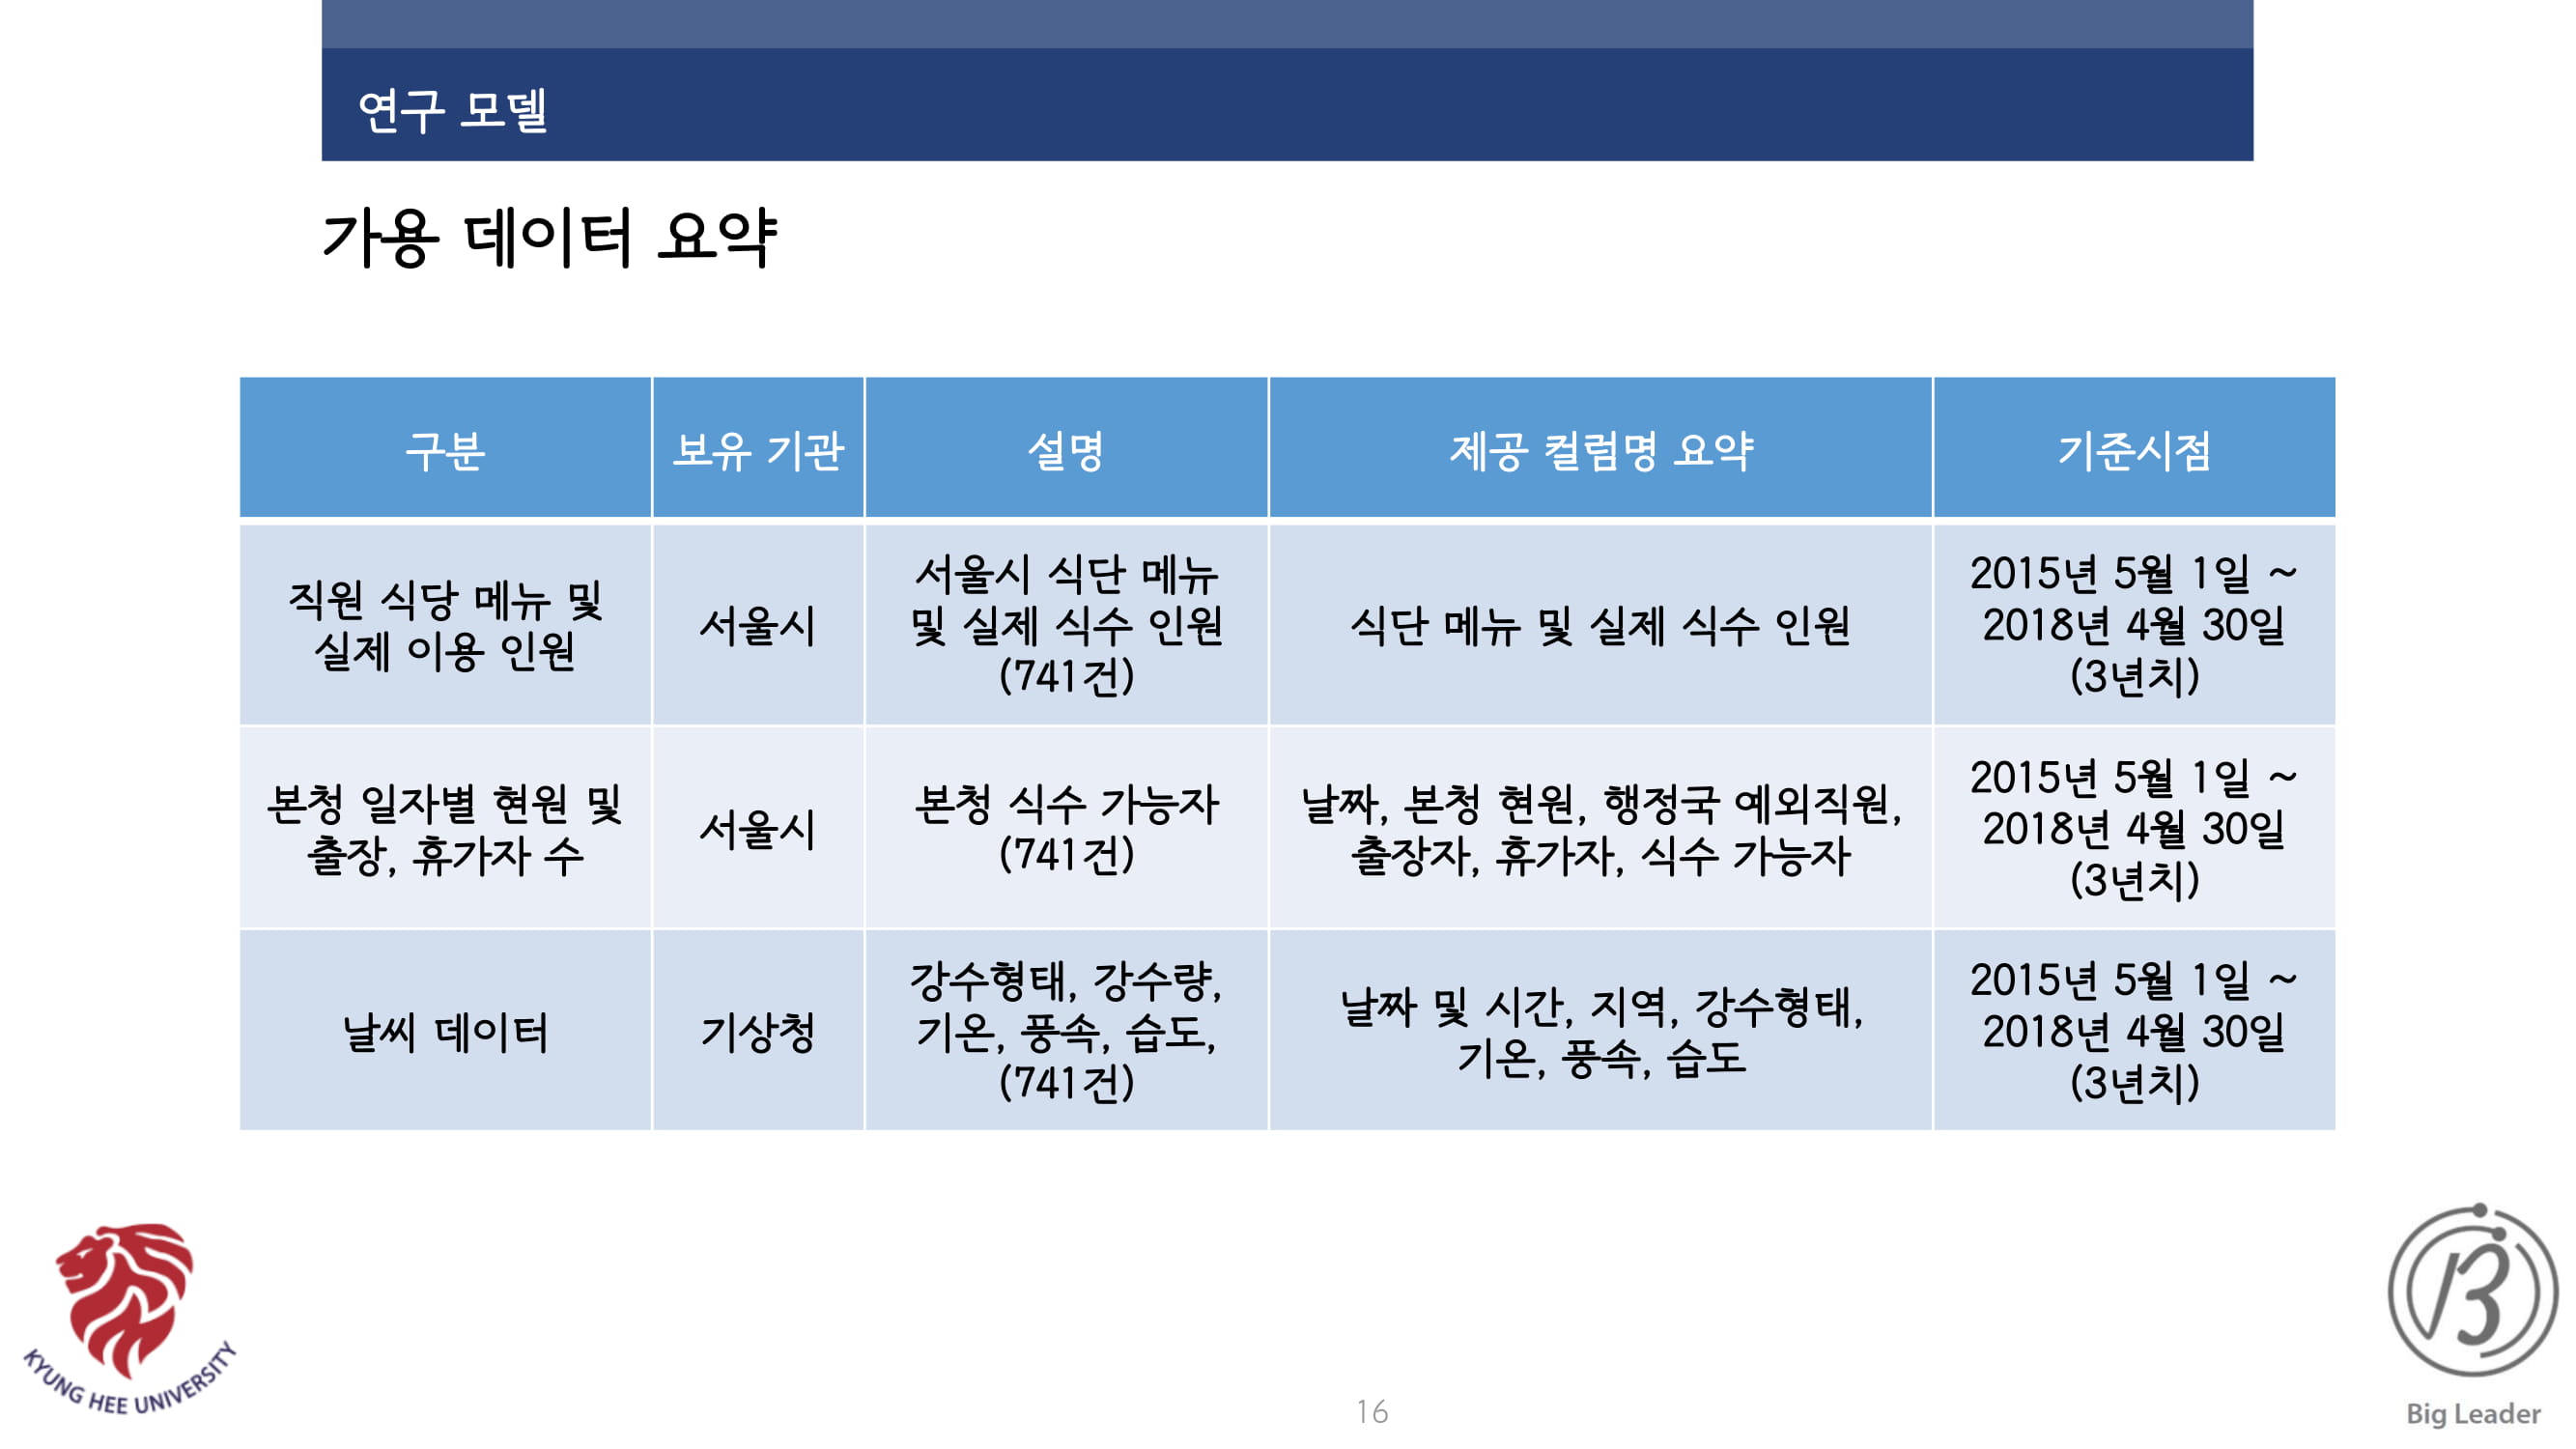 연구 모델
가용 데이터 요약
구분
보유 기관
설명
제공 컬럼명 요약
기준시점
직원 식당 메뉴 및
실제 이용 인원
서울시
서울시 식단 메뉴
및 실제 식수 인원
(741건)
식단 메뉴 및 실제 식수 인원
2015년 5월 1일 ~
2018년 4월 30일
(3년치)
본청 일자별 현원 및
출장, 휴가자 수
서울시
본청 식수 가능자
(741건)
날짜, 본청 현원, 행정국 예외직원,
출장자, 휴가자, 식수 가능자
2015년 5월 1일 ~
2018년 4월 30일
(3년치)
날씨 데이터
기상청
강수형태, 강수량,
기온, 풍속, 습도,
(741건)
날짜 및 시간, 지역, 강수형태,
기온, 풍속, 습도
2015년 5월 1일 ~
2018년 4월 30일
(3년치)
KYUNG HEE UNIVERSITY
16
Big Leader